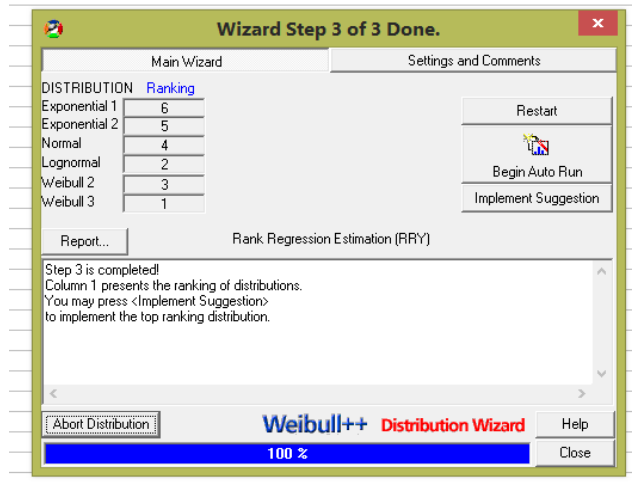 Wizard Step 3 of 3 Done.
×
Main Wizard
Settings and Comments
DISTRIBUTION Ranking
Exponential 1 6
Exponential 2 5
Normal 4
Lognormal 2
Weibull 2 3
Weibull 3 1
Restart
Begin Auto Run
Implement Suggestion
Report...
Rank Regression Estimation (RRY)
Step 3 is completed!
Column 1 presents the ranking of distributions.
You may press <Implement Suggestion>
to implement the top ranking distribution.
Abort Distribution
Weibull++ Distribution Wizard
Help
100 %
Close